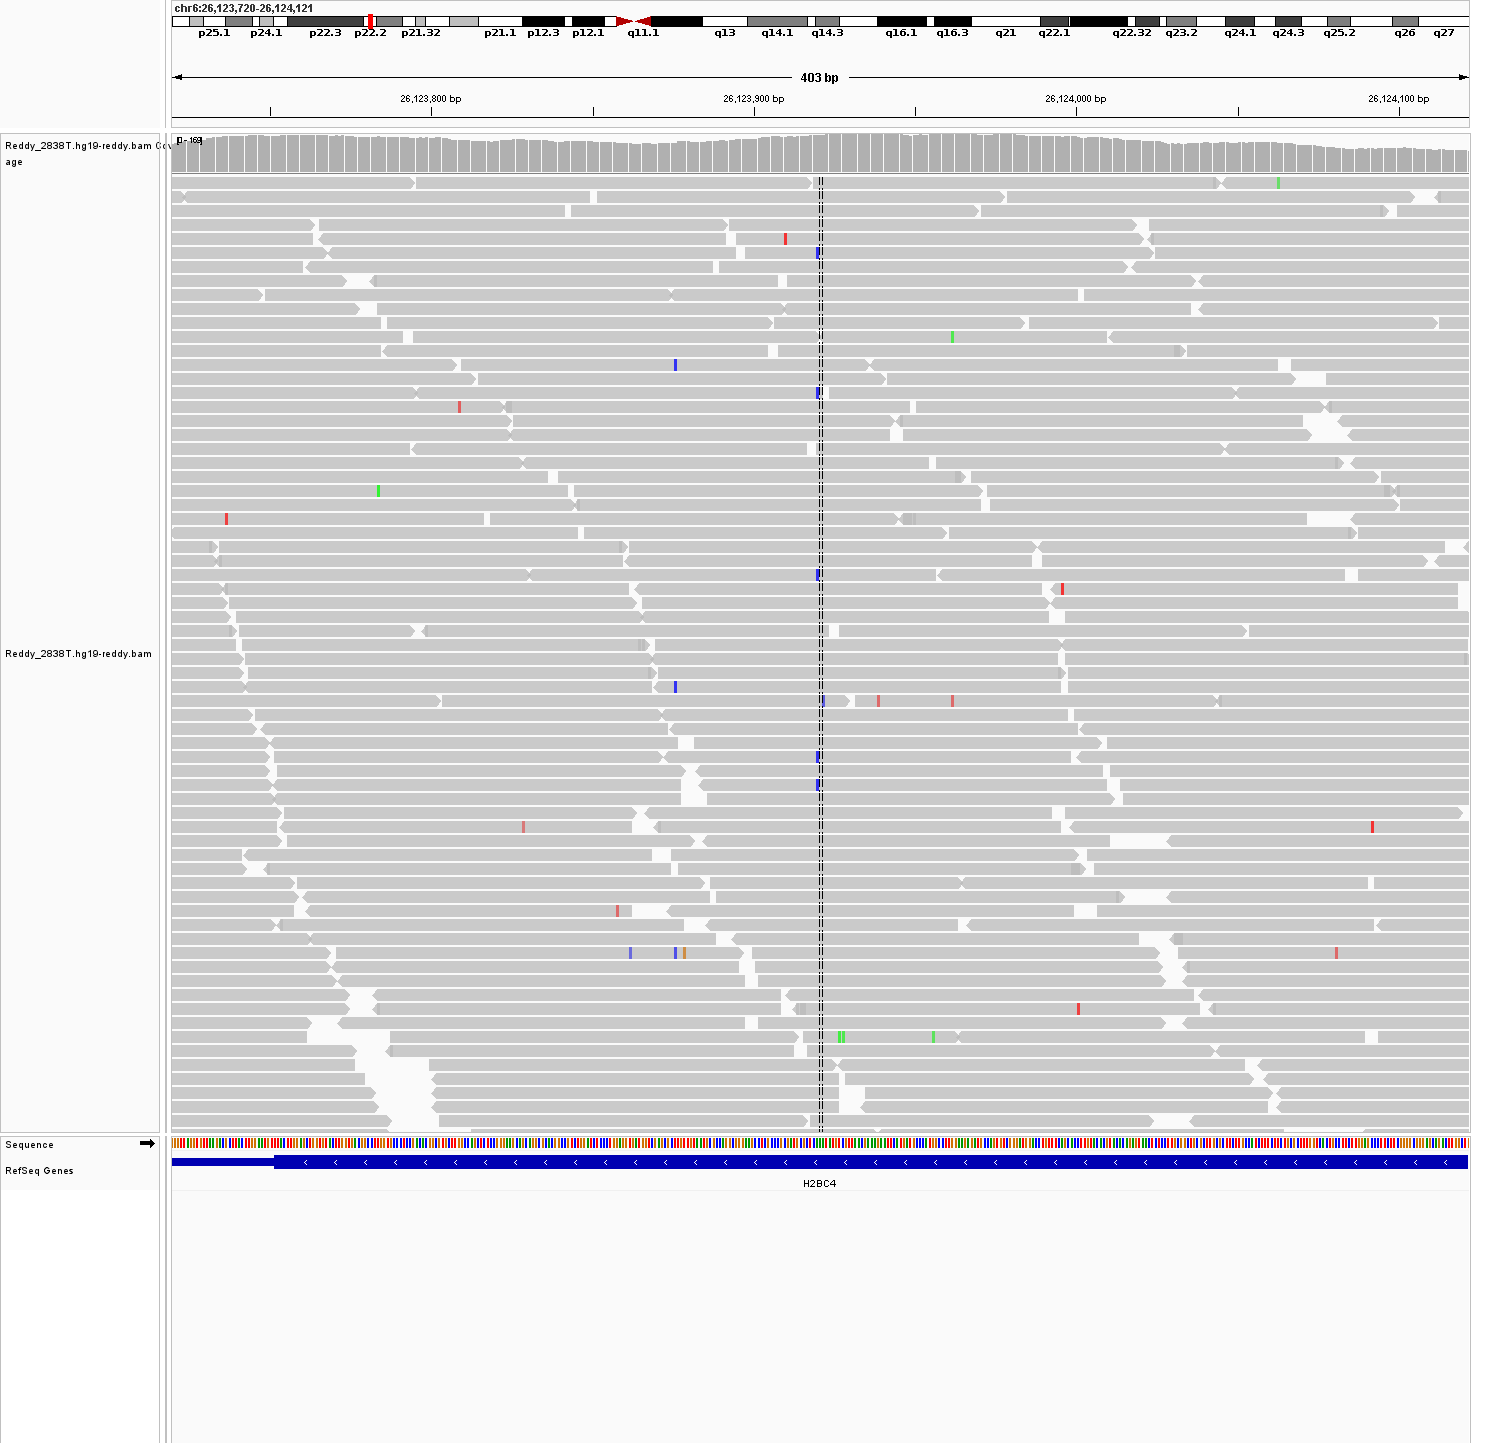 chr6:26,123,720-26,124,121
p25.1 p24.1 p22.3 p22.2 p21.32 p21.1 p12.3 p12.1 q11.1 q13 q14.1 q14.3 q16.1 q16.3 q21 q22.1 q22.32 q23.2 q24.1 q24.3 q25.2 q26 q27
403 bp
26,123,800 bp 26,123,900 bp 26,124,000 bp 26,124,100 bp
[0 - 169]
Reddy_2838T.hg19-reddy.bam Cov
age
Reddy_2838T.hg19-reddy.bam
Sequence
RefSeq Genes
H2BC4